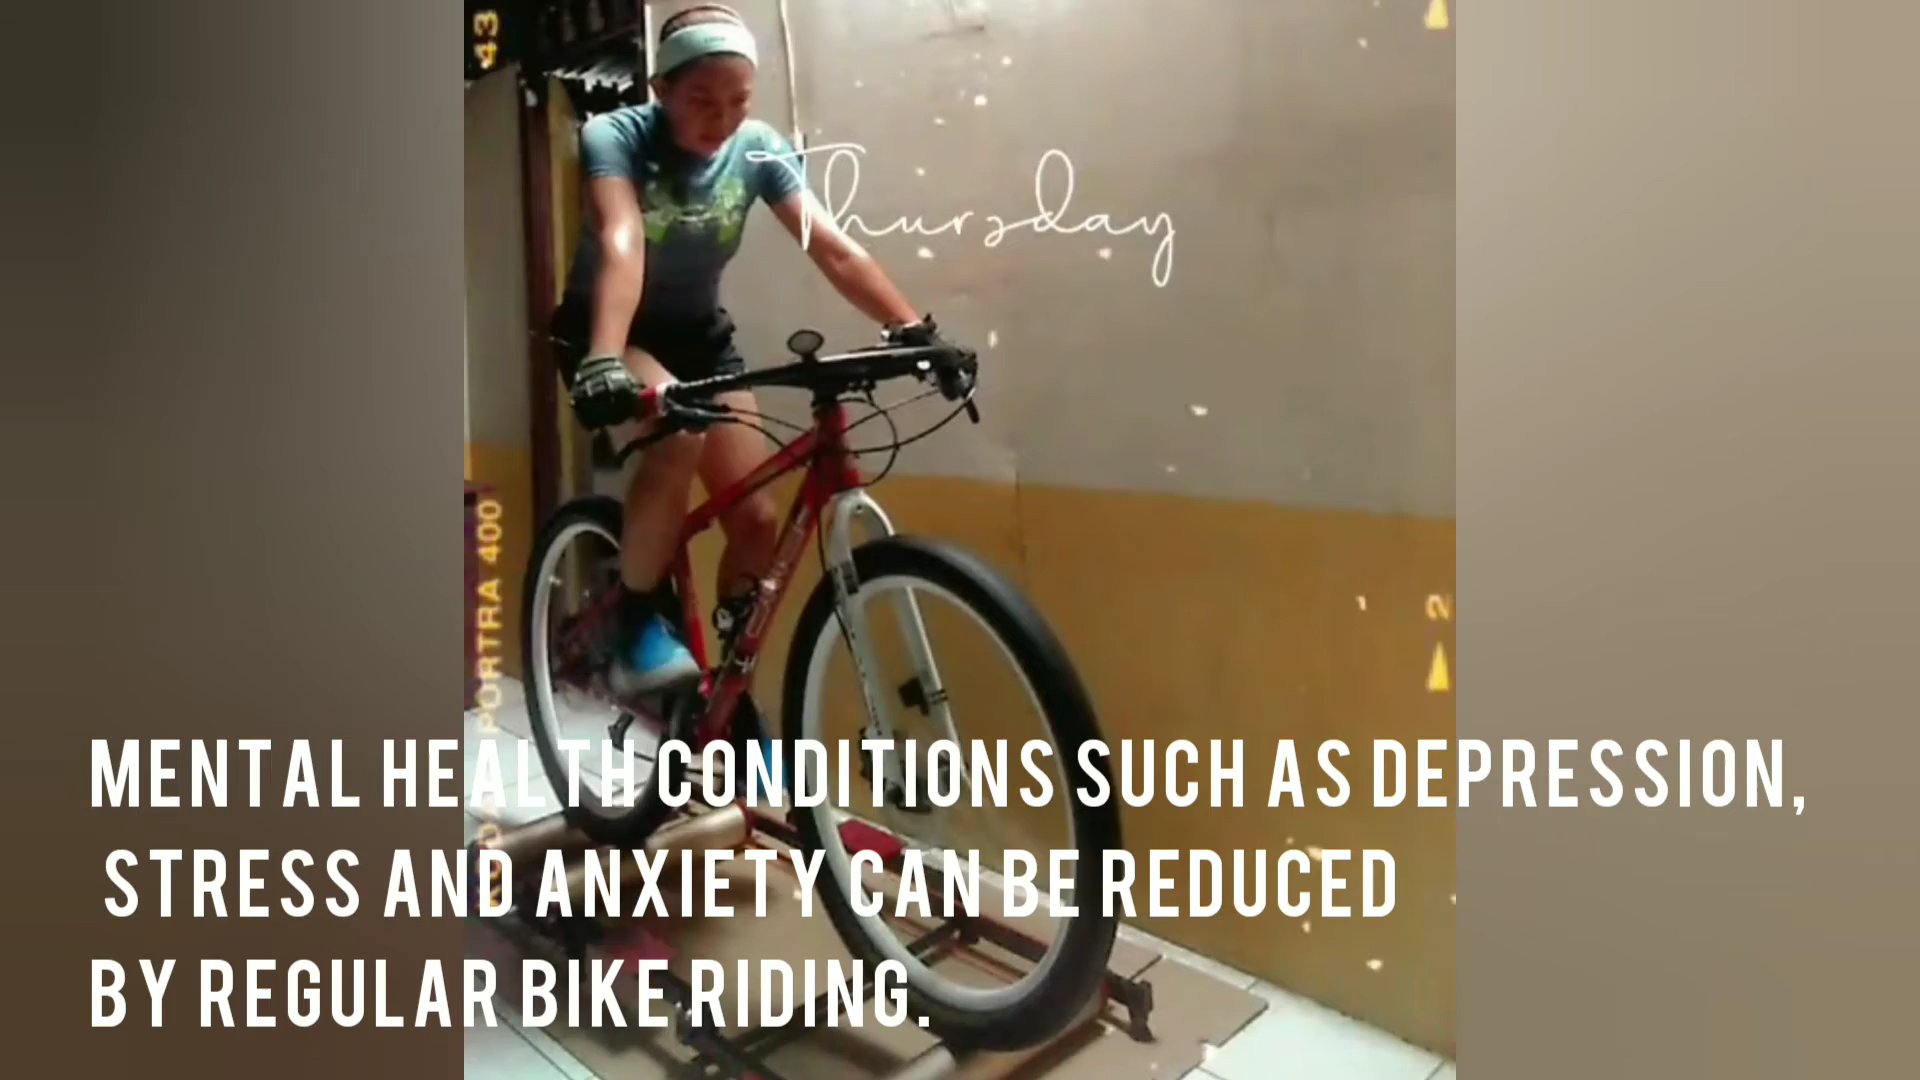 43
Thursday
PORTRA 400
2
MENTAL HEALTH CONDITIONS SUCH AS DEPRESSION,
STRESS AND ANXIETY CAN BE REDUCED
BY REGULAR BIKE RIDING.